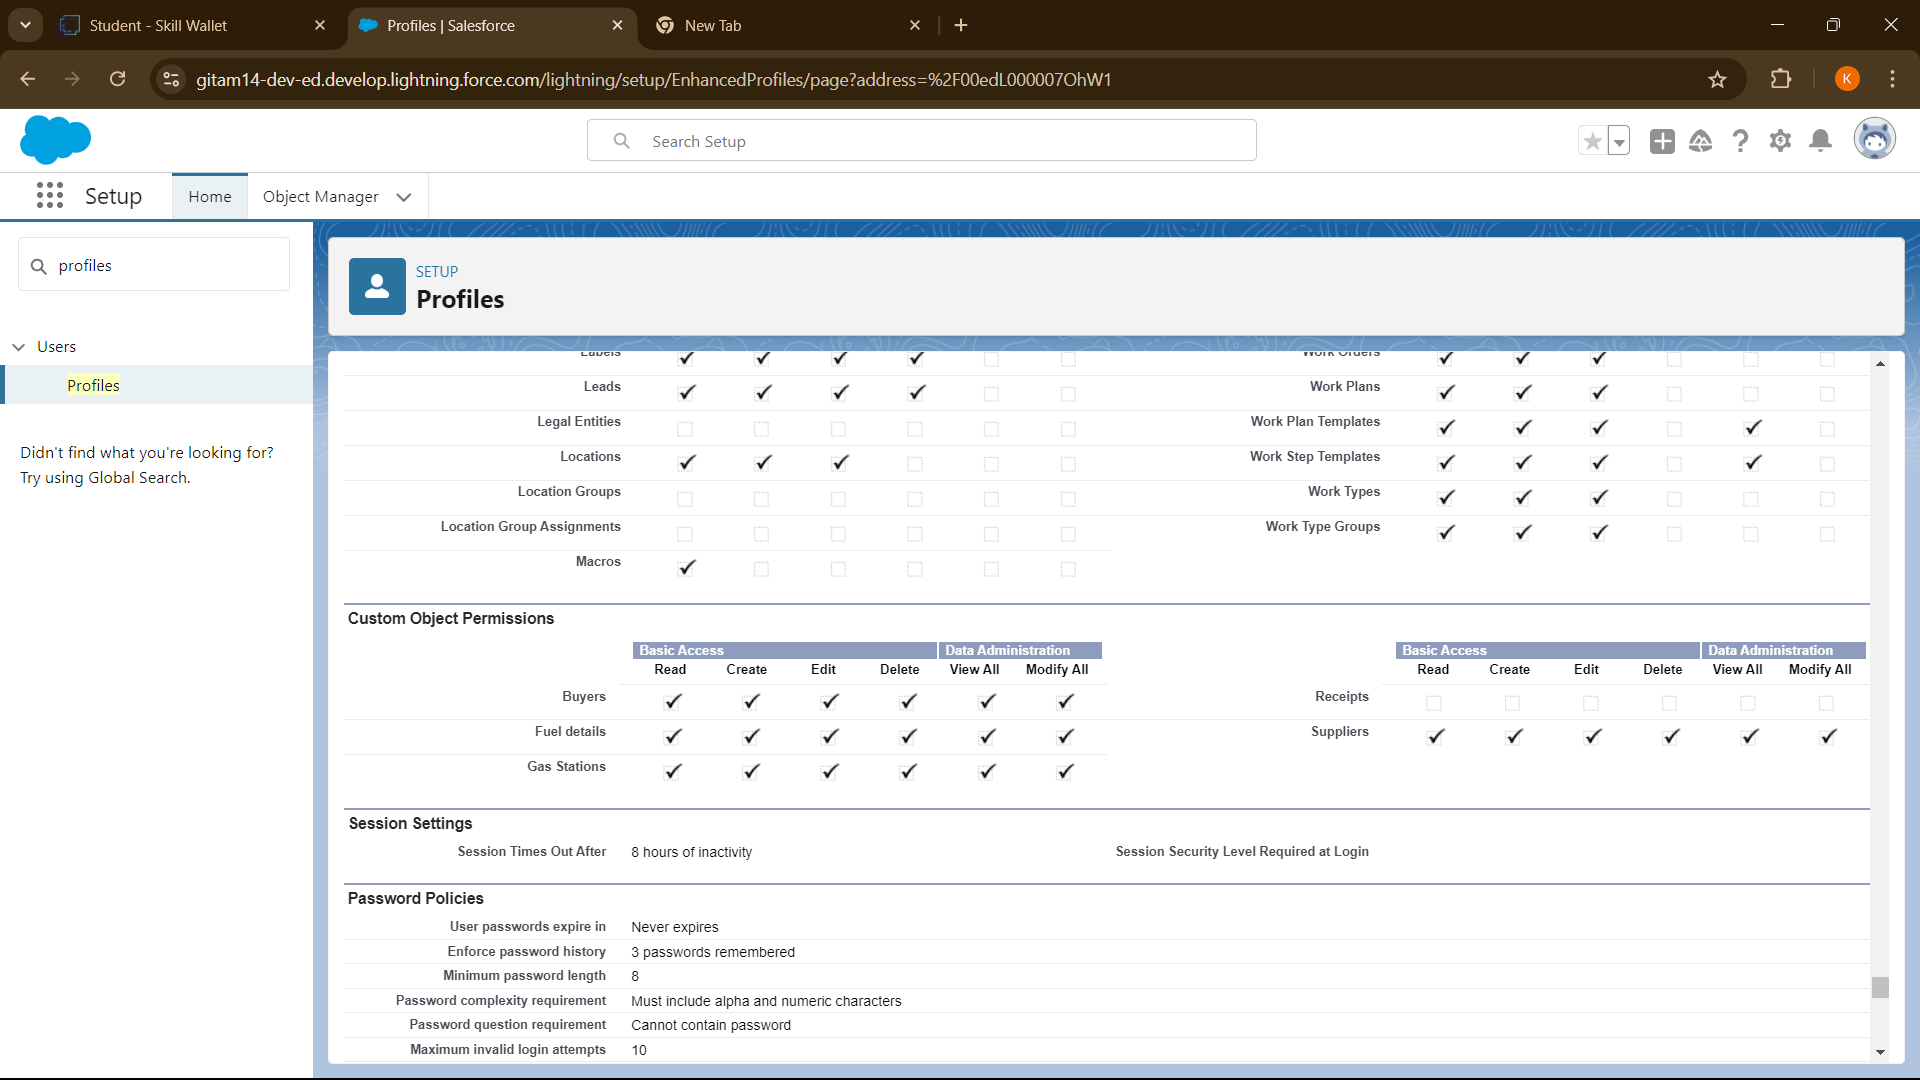 Student - Skill Wallet
Profiles | Salesforce
New Tab
gitam14-dev-ed.develop.lightning.force.com/lightning/setup/EnhancedProfiles/page?address=%2F00edL000007OhW1
K
Search Setup
Setup
Home
Object Manager
profiles
Users
Profiles
Didn't find what you're looking for?
Try using Global Search.
SETUP
Profiles
Labels
Work Orders
Leads
Work Plans
Legal Entities
Work Plan Templates
Locations
Work Step Templates
Location Groups
Work Types
Location Group Assignments
Work Type Groups
Macros
Custom Object Permissions
Basic Access Data Administration
Basic Access Data Administration
Read Create Edit Delete View All Modify All
Read Create Edit Delete View All Modify All
Buyers
Receipts
Fuel details
Suppliers
Gas Stations
Session Settings
Session Times Out After 8 hours of inactivity
Session Security Level Required at Login
Password Policies
User passwords expire in Never expires
Enforce password history 3 passwords remembered
Minimum password length 8
Password complexity requirement Must include alpha and numeric characters
Password question requirement Cannot contain password
Maximum invalid login attempts 10